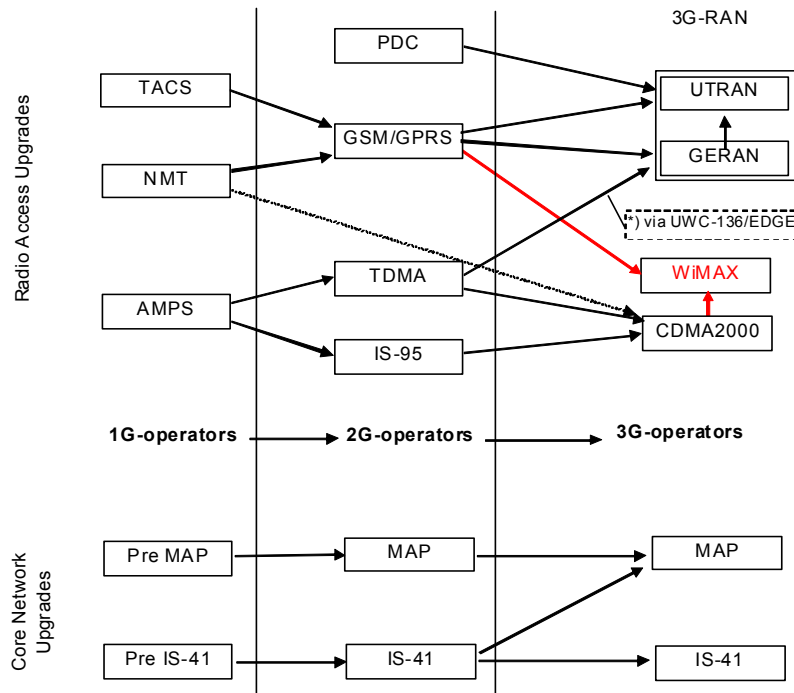 3G-RAN
PDC
TACS
UTRAN
GSM/GPRS
GERAN
NMT
*) via UWC-136/EDGE
TDMA
WiMAX
AMPS
CDMA2000
IS-95
Radio Access Upgrades
1G-operators
2G-operators
3G-operators
Pre MAP
MAP
MAP
Core Network
Upgrades
Pre IS-41
IS-41
IS-41